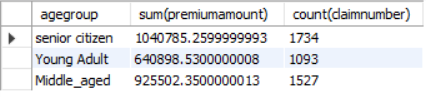 agegroup sum(premiumamount) count(claimnumber)
senior citizen 1040785.2599999993 1734
Young Adult 640898.5300000008 1093
Middle_aged 925502.3500000013 1527